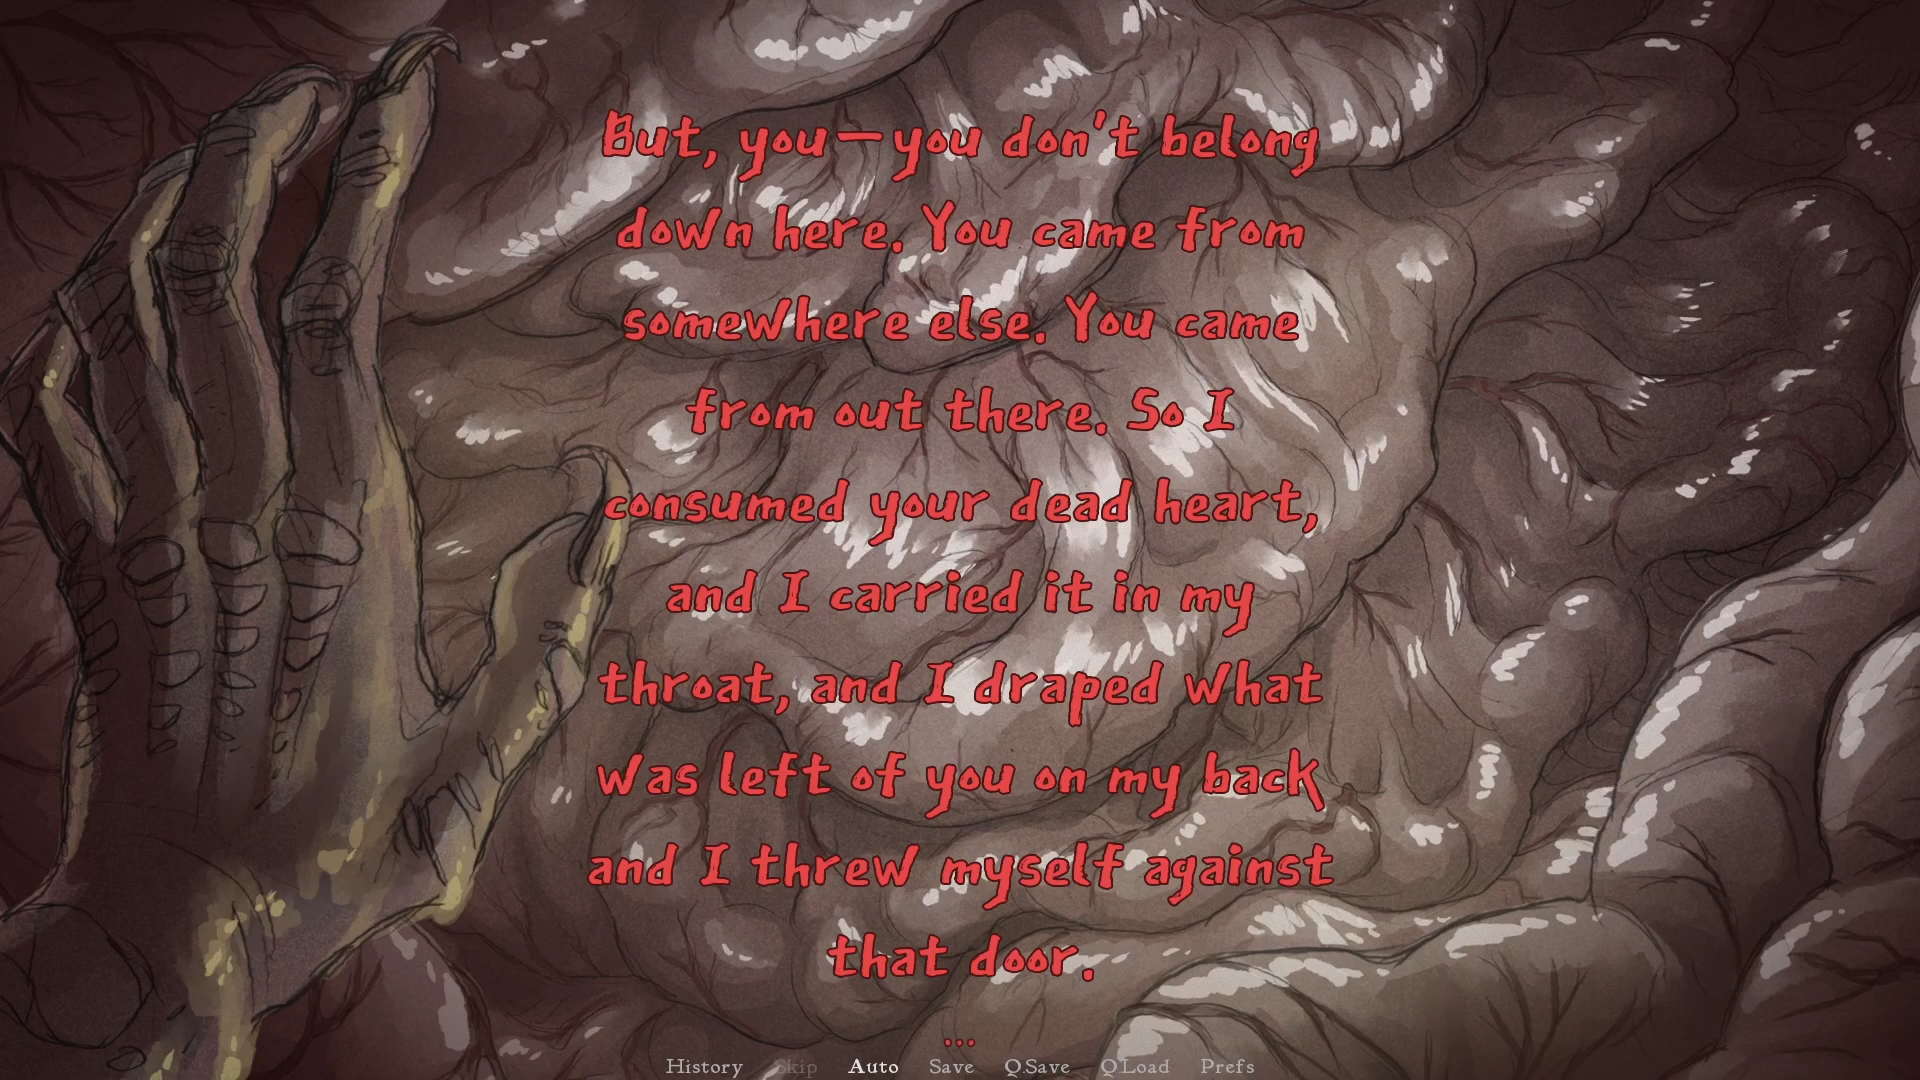 But, you—you don't belong
down here. You came from
somewhere else. You came
from out there. So I
consumed your dead heart,
and I carried it in my
throat, and I draped what
was left of you on my back
and I threw myself against
that door.
...
History Skip Auto Save Q.Save Q.Load Prefs